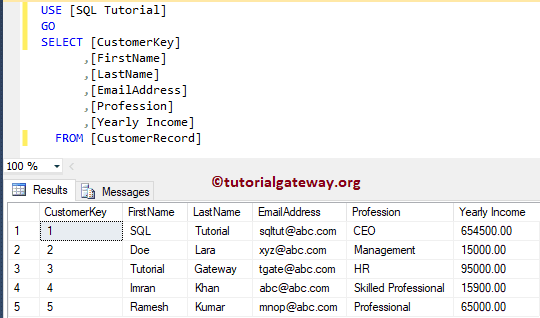 USE [SQL Tutorial]
GO
SELECT [CustomerKey]
,[FirstName]
,[LastName]
,[EmailAddress]
,[Profession]
,[Yearly Income]
FROM [CustomerRecord]
100 %
Results Messages
©tutorialgateway.org
CustomerKey FirstName LastName EmailAddress Profession Yearly Income
1 1 SQL Tutorial sqltut@abc.com CEO 654500.00
2 2 Doe Lara xyz@abc.com Management 15000.00
3 3 Tutorial Gateway tgate@abc.com HR 95000.00
4 4 Imran Khan abc@abc.com Skilled Professional 15900.00
5 5 Ramesh Kumar mnop@abc.com Professional 65000.00